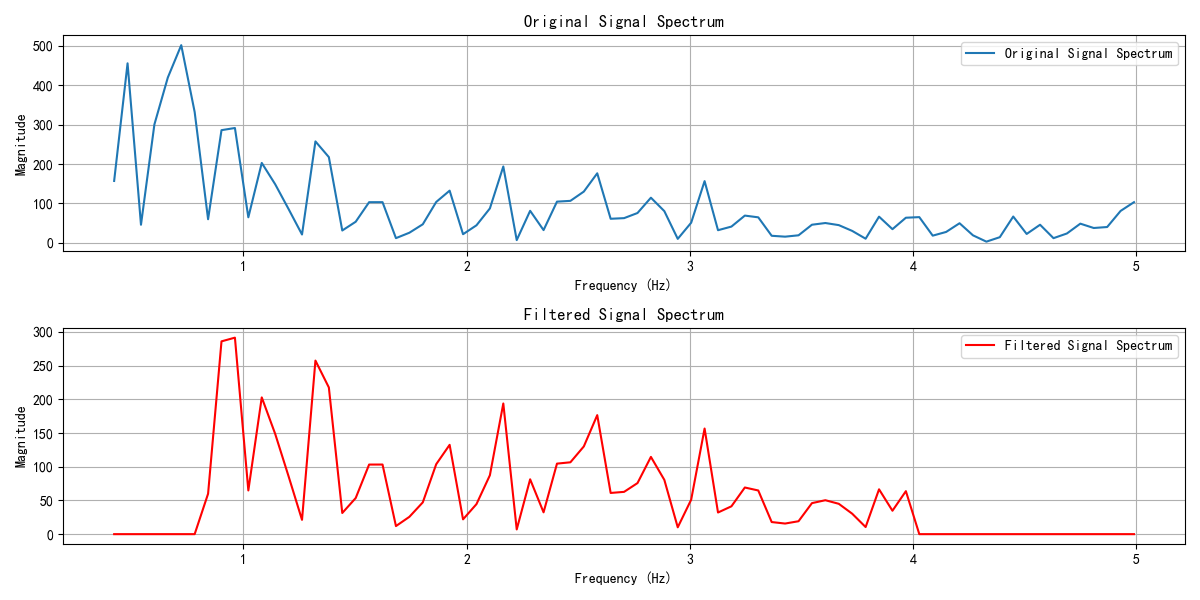 Original Signal Spectrum
Original Signal Spectrum
Magnitude
500
400
300
200
100
0
1
2
3
4
5
Frequency (Hz)
Filtered Signal Spectrum
Filtered Signal Spectrum
Magnitude
300
250
200
150
100
50
0
1
2
3
4
5
Frequency (Hz)